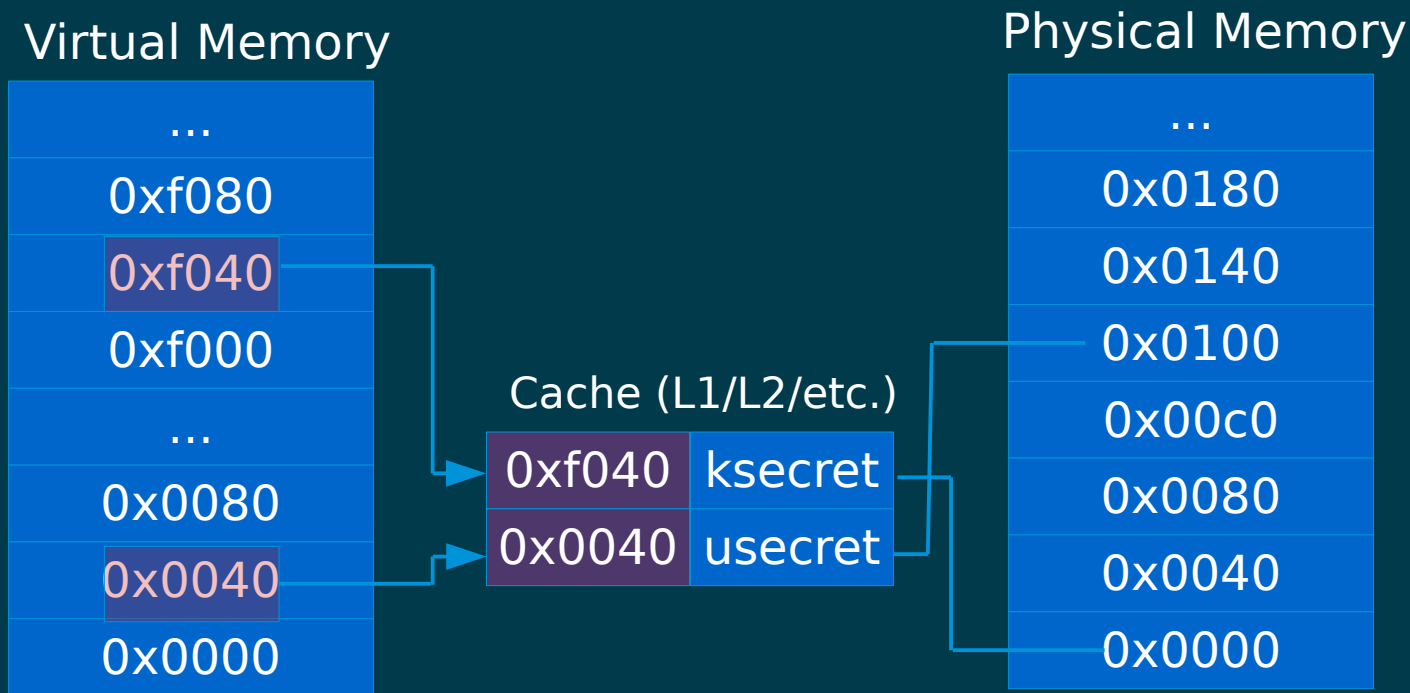 Virtual Memory
...
0xf080
0xf040
0xf000
...
0x0080
0x0040
0x0000
Cache (L1/L2/etc.)
0xf040 ksecret
0x0040 usecret
Physical Memory
...
0x0180
0x0140
0x0100
0x00c0
0x0080
0x0040
0x0000